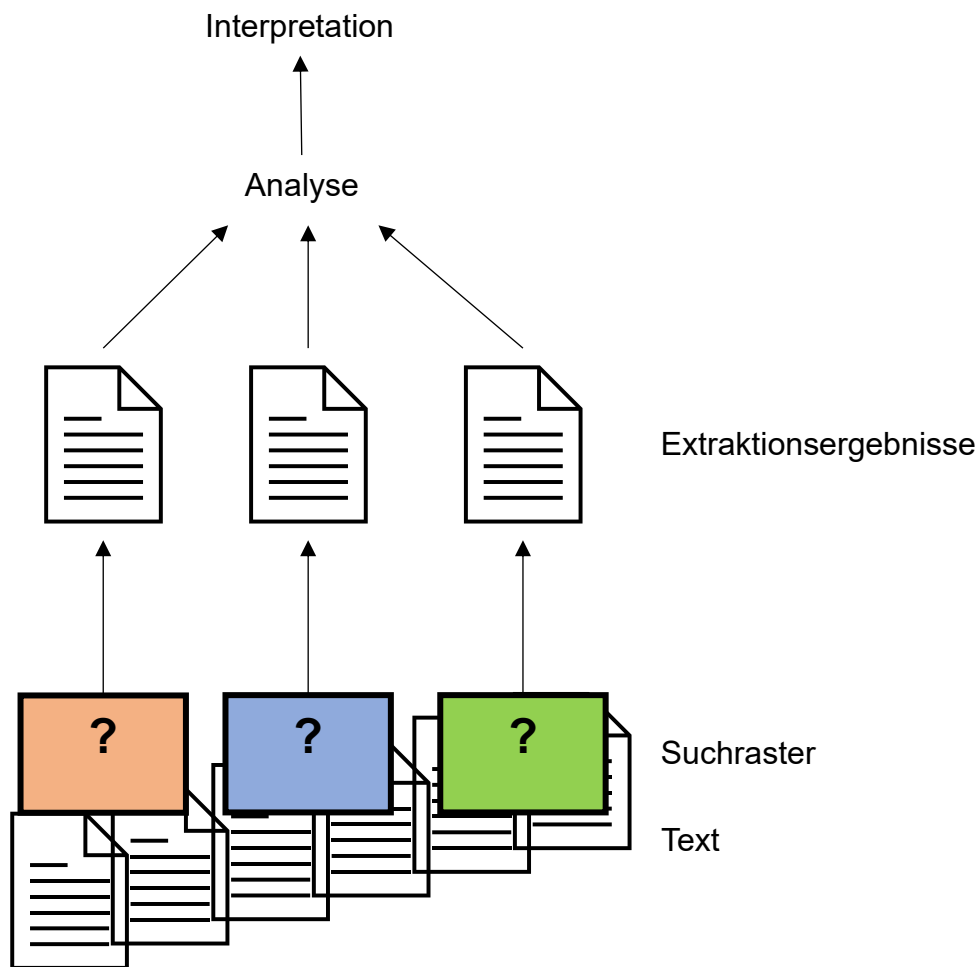 Interpretation
Analyse
Extraktionsergebnisse
? ? ?
Suchraster
Text